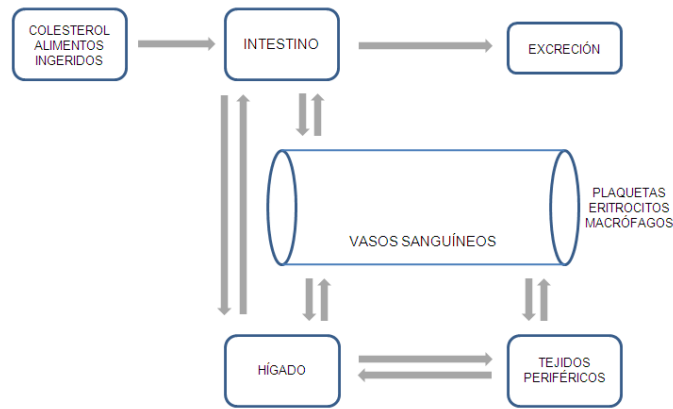 COLESTEROL
ALIMENTOS
INGERIDOS
INTESTINO
EXCRECIÓN
PLAQUETAS
ERITROCITOS
MACRÓFAGOS
VASOS SANGUÍNEOS
HÍGADO
TEJIDOS
PERIFÉRICOS